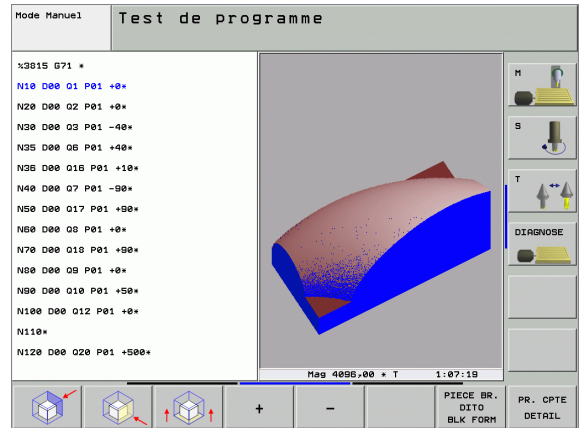 Mode Manuel
Test de programme
%3815 G71 *
N10 D00 Q1 P01 +0*
N20 D00 Q2 P01 +0*
N30 D00 Q3 P01 -40*
N35 D00 Q6 P01 +40*
N36 D00 Q16 P01 +10*
N40 D00 Q7 P01 -90*
N50 D00 Q17 P01 +90*
N60 D00 Q8 P01 +0*
N70 D00 Q18 P01 +90*
N80 D00 Q9 P01 +0*
N90 D00 Q10 P01 +50*
N100 D00 Q12 P01 +0*
N110*
N120 D00 Q20 P01 +500*
Mag 4096,00 * T 1:07:19
M
S
T
DIAGNOSE
+
-
PIECE BR.
DITO
BLK FORM
PR. CPTE
DETAIL